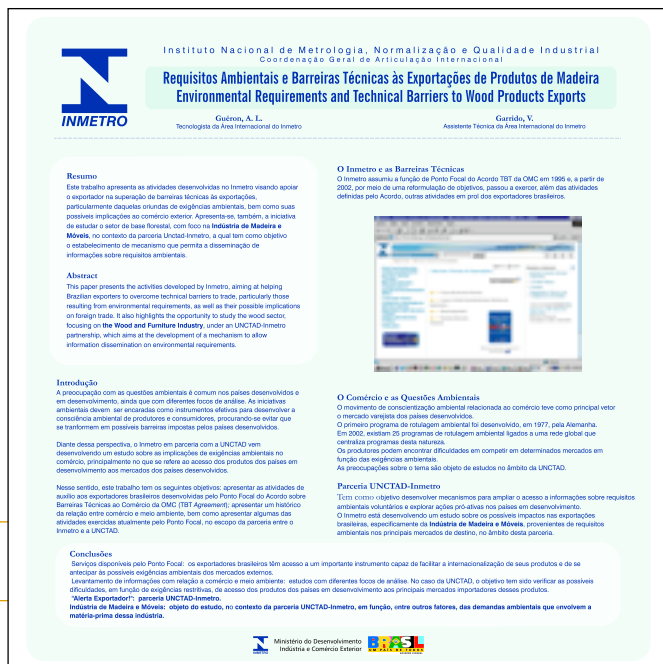 Instituto Nacional de Metrologia, Normalização e Qualidade Industrial
Coordenação Geral de Articulação Internacional
Requisitos Ambientais e Barreiras Técnicas às Exportações de Produtos de Madeira
Environmental Requirements and Technical Barriers to Wood Products Exports
INMETRO
Guéron, A. L.
Tecnologista da Área Internacional do Inmetro
Garrido, V.
Assistente Técnica da Área Internacional do Inmetro
Resumo
Este trabalho apresenta as atividades desenvolvidas no Inmetro visando apoiar
o exportador na superação de barreiras técnicas às exportações,
particularmente daquelas oriundas de exigências ambientais, bem como suas
possíveis implicações ao comércio exterior. Apresenta-se, também, a iniciativa
de estudar o setor de base florestal, com foco na Indústria de Madeira e
Móveis, no contexto da parceria Unctad-Inmetro, a qual tem como objetivo
o estabelecimento de mecanismo que permita a disseminação de
informações sobre requisitos ambientais.
Abstract
This paper presents the activities developed by Inmetro, aiming at helping
Brazilian exporters to overcome technical barriers to trade, particularly those
resulting from environmental requirements, as well as their possible implications
on foreign trade. It also highlights the opportunity to study the wood sector,
focusing on the Wood and Furniture Industry, under an UNCTAD-Inmetro
partnership, which aims at the development of a mechanism to allow
information dissemination on environmental requirements.
Introdução
A preocupação com as questões ambientais é comum nos países desenvolvidos e
em desenvolvimento, ainda que com diferentes focos de análise. As iniciativas
ambientais devem ser encaradas como instrumentos efetivos para desenvolver a
consciência ambiental de produtores e consumidores, procurando-se evitar que
se tranformem em possíveis barreiras impostas pelos países desenvolvidos.
Diante dessa perspectiva, o Inmetro em parceria com a UNCTAD vem
desenvolvendo um estudo sobre as implicações de exigências ambientais no
comércio, principalmente no que se refere ao acesso dos produtos dos países em
desenvolvimento aos mercados dos países desenvolvidos.
Nesse sentido, este trabalho tem os seguintes objetivos: apresentar as atividades de
auxílio aos exportadores brasileiros desenvolvidas pelo Ponto Focal do Acordo sobre
Barreiras Técnicas ao Comércio da OMC (TBT Agreement); apresentar um histórico
da relação entre comércio e meio ambiente, bem como apresentar algumas das
atividades exercidas atualmente pelo Ponto Focal, no escopo da parceria entre o
Inmetro e a UNCTAD.
O Inmetro e as Barreiras Técnicas
O Inmetro assumiu a função de Ponto Focal do Acordo TBT da OMC em 1995 e, a partir de
2002, por meio de uma reformulação de objetivos, passou a exercer, além das atividades
definidas pelo Acordo, outras atividades em prol dos exportadores brasileiros.
O Comércio e as Questões Ambientais
O movimento de conscientização ambiental relacionada ao comércio teve como principal vetor
o mercado varejista dos países desenvolvidos.
O primeiro programa de rotulagem ambiental foi desenvolvido, em 1977, pela Alemanha.
Em 2002, existiam 25 programas de rotulagem ambiental ligados a uma rede global que
centraliza programas desta natureza.
Os produtores podem encontrar dificuldades em competir em determinados mercados em
função das exigências ambientais.
As preocupações sobre o tema são objeto de estudos no âmbito da UNCTAD.
Parceria UNCTAD-Inmetro
Tem como objetivo desenvolver mecanismos para ampliar o acesso a informações sobre requisitos
ambientais voluntários e explorar ações pró-ativas nos países em desenvolvimento.
O Inmetro está desenvolvendo um estudo sobre os possíveis impactos nas exportações
brasileiras, especificamente da Indústria de Madeira e Móveis, provenientes de requisitos
ambientais nos principais mercados de destino, no âmbito desta parceria.
Conclusões
Serviços disponíveis pelo Ponto Focal: os exportadores brasileiros têm acesso a um importante instrumento capaz de facilitar a internacionalização de seus produtos e de se
antecipar às possíveis exigências ambientais dos mercados externos.
Levantamento de informações com relação a comércio e meio ambiente: estudos com diferentes focos de análise. No caso da UNCTAD, o objetivo tem sido verificar as possíveis
dificuldades, em função de exigências restritivas, de acesso dos produtos dos países em desenvolvimento aos principais mercados importadores desses produtos.
"Alerta Exportador!": parceria UNCTAD-Inmetro.
Indústria de Madeira e Móveis: objeto do estudo, no contexto da parceria UNCTAD-Inmetro, em função, entre outros fatores, das demandas ambientais que envolvem a
matéria-prima dessa indústria.
INMETRO
Ministério do Desenvolvimento
Indústria e Comércio Exterior
BRASIL
UM PAÍS DE TODOS
GOVERNO FEDERAL